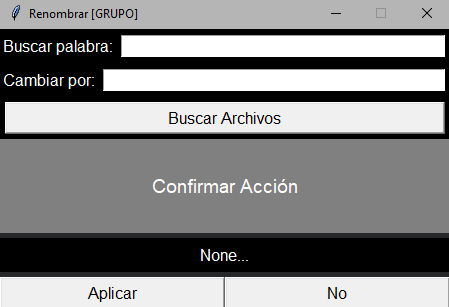 Renombrar [GRUPO]
Buscar palabra:
Cambiar por:
Buscar Archivos
Confirmar Acción
None...
Aplicar No